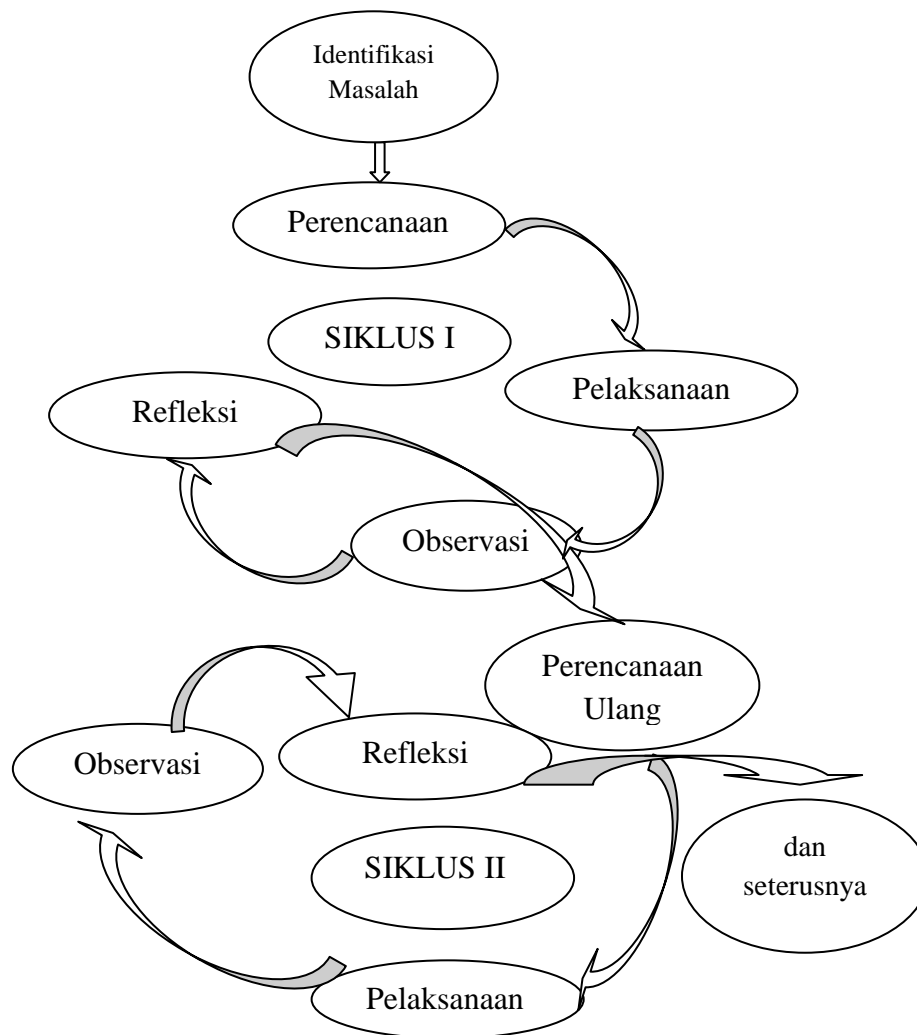 Identifikasi
Masalah
Perencanaan
SIKLUS I
Pelaksanaan
Refleksi
Observasi
Perencanaan
Ulang
Refleksi
Observasi
SIKLUS II
dan
seterusnya
Pelaksanaan